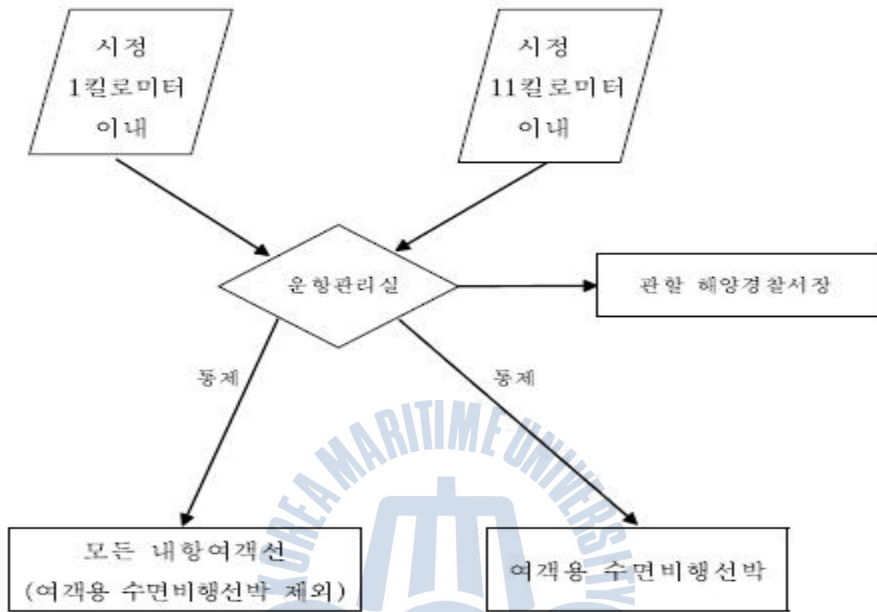 시정
1킬로미터
이내
시정
11킬로미터
이내
운항관리실
관할 해양경찰서장
통제
통제
KOREA MARITIME UNIVERSITY
모든 내항여객선
(여객용 수면비행선박 제외)
여객용 수면비행선박